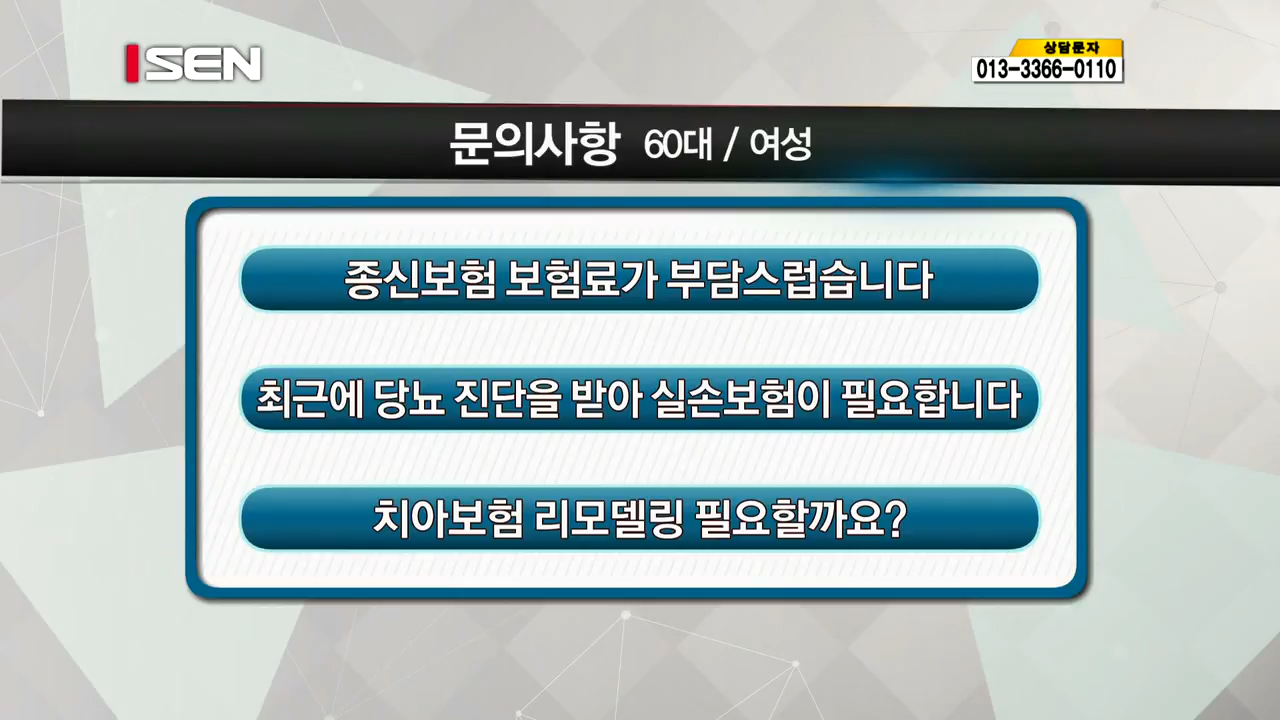 SEN
상담문자
013-3366-0110
문의사항 60대 / 여성
종신보험 보험료가 부담스럽습니다
최근에 당뇨 진단을 받아 실손보험이 필요합니다
치아보험 리모델링 필요할까요?